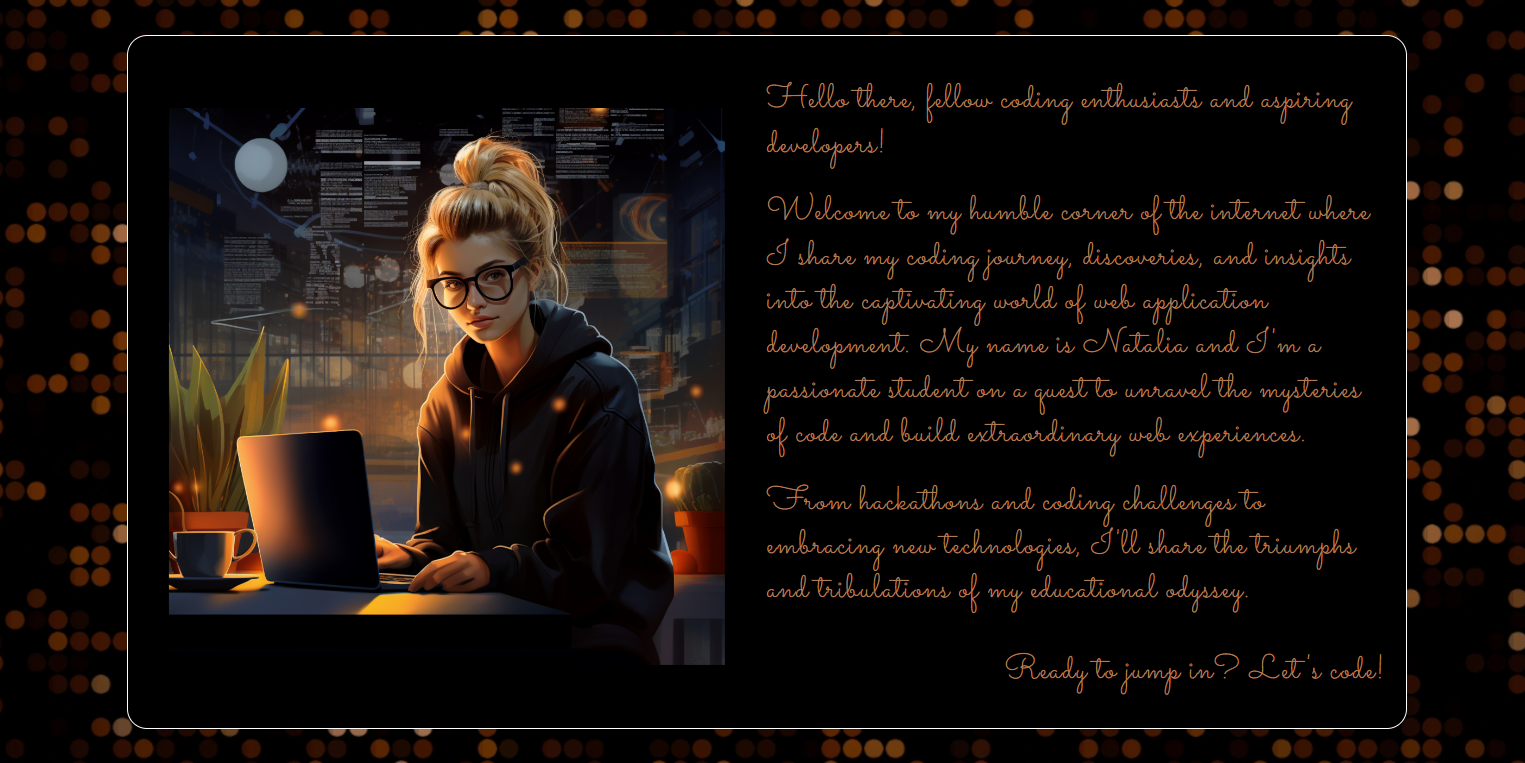 Hello there, fellow coding enthusiasts and aspiring
developers!
Welcome to my humble corner of the internet where
I share my coding journey, discoveries, and insights
into the captivating world of web application
development. My name is Natalia and I'm a
passionate student on a quest to unravel the mysteries
of code and build extraordinary web experiences.
From hackathons and coding challenges to
embracing new technologies, I'll share the triumphs
and tribulations of my educational odyssey.
Ready to jump in? Let's code!